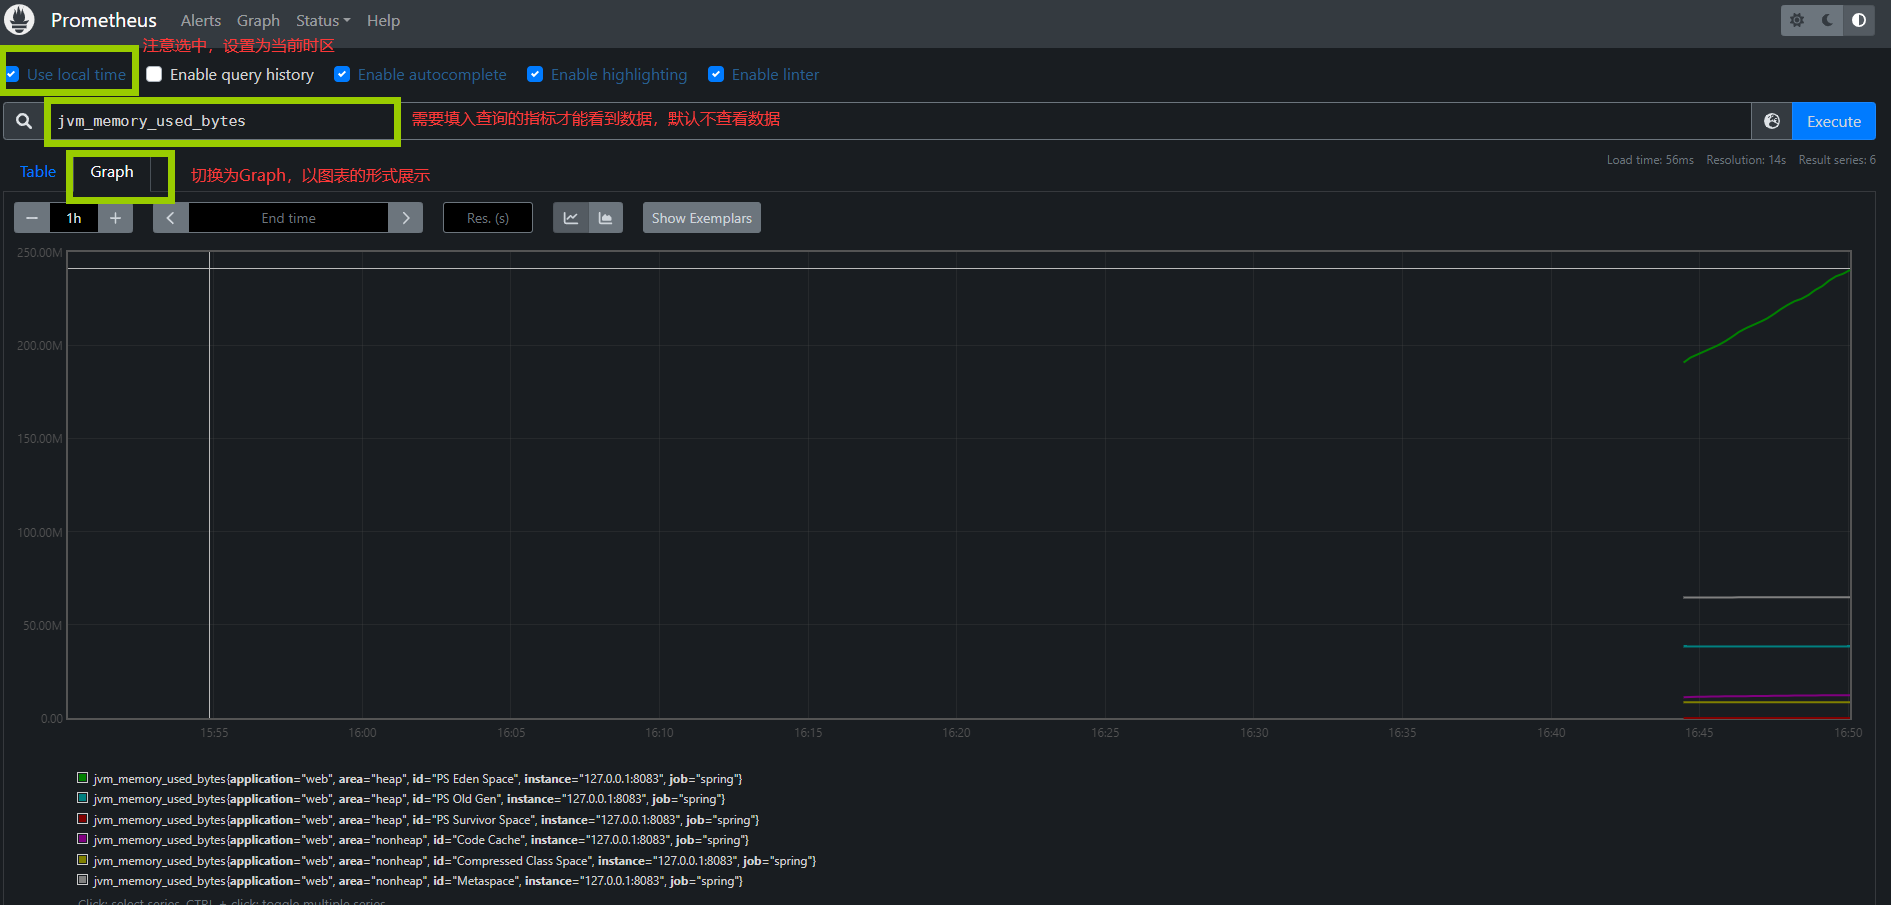 Prometheus Alerts Graph Status Help
注意选中，设置为当前时区
Use local time Enable query history Enable autocomplete Enable highlighting Enable linter
jvm_memory_used_bytes 需要填入查询的指标才能看到数据，默认不查看数据 Execute
Load time: 56ms Resolution: 14s Result series: 6
Table Graph 切换为Graph，以图表的形式展示
1h End time Res. (s) Show Exemplars
250.00M
200.00M
150.00M
100.00M
50.00M
0.00
15:55 16:00 16:05 16:10 16:15 16:20 16:25 16:30 16:35 16:40 16:45 16:50
jvm_memory_used_bytes{application="web", area="heap", id="PS Eden Space", instance="127.0.0.1:8083", job="spring"}
jvm_memory_used_bytes{application="web", area="heap", id="PS Old Gen", instance="127.0.0.1:8083", job="spring"}
jvm_memory_used_bytes{application="web", area="heap", id="PS Survivor Space", instance="127.0.0.1:8083", job="spring"}
jvm_memory_used_bytes{application="web", area="nonheap", id="Code Cache", instance="127.0.0.1:8083", job="spring"}
jvm_memory_used_bytes{application="web", area="nonheap", id="Compressed Class Space", instance="127.0.0.1:8083", job="spring"}
jvm_memory_used_bytes{application="web", area="nonheap", id="Metaspace", instance="127.0.0.1:8083", job="spring"}
Click: select series, CTRL + click: toggle multiple series